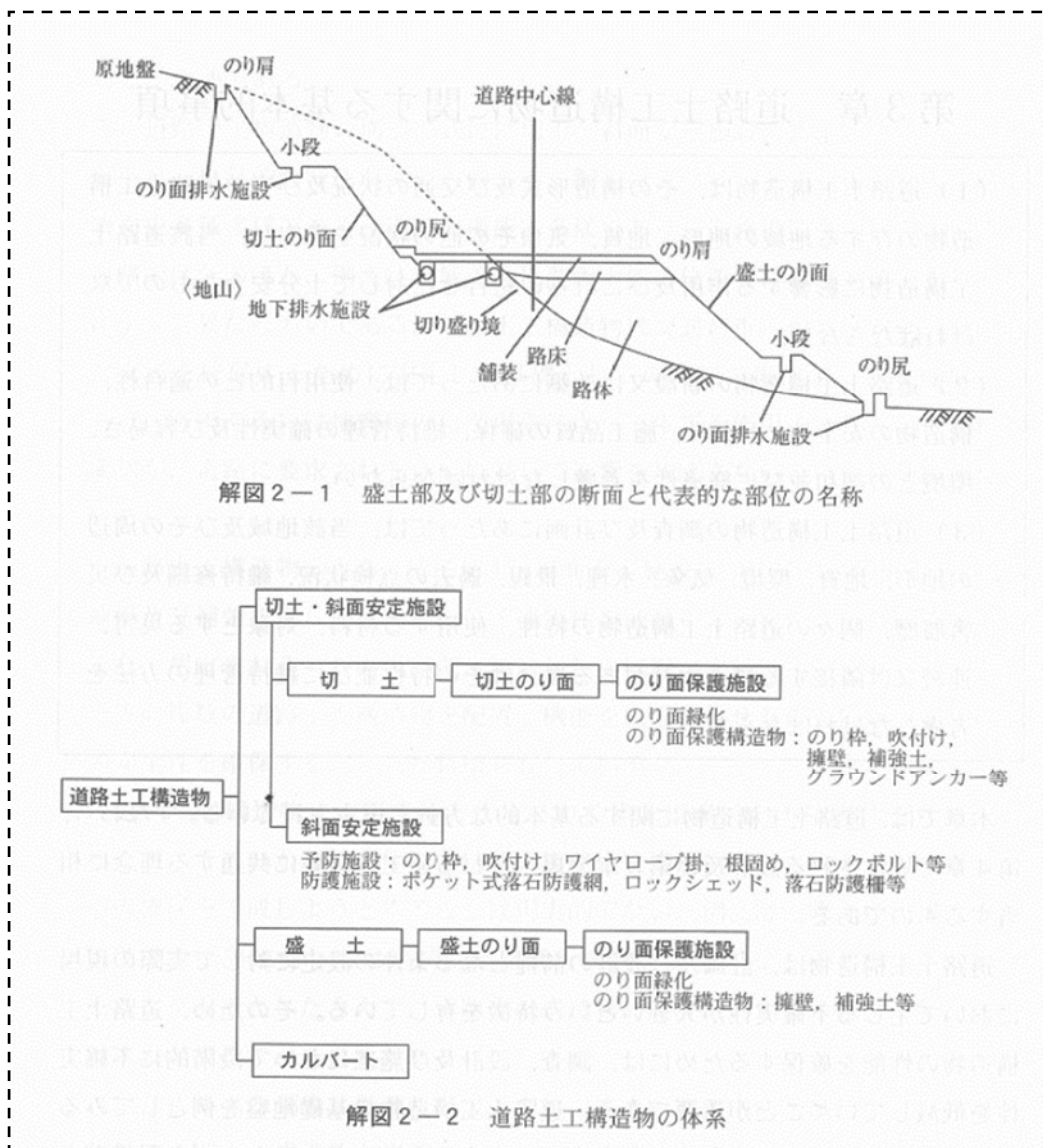 原地盤
のり肩
道路中心線
小段
のり面排水施設
切土のり面
のり尻
のり肩
盛土のり面
〈地山〉
地下排水施設
切り盛り境
舗装
路床
路体
小段
のり尻
のり面排水施設
解図2−1 盛土部及び切土部の断面と代表的な部位の名称
切土・斜面安定施設
切 土
切土のり面
のり面保護施設
のり面緑化
のり面保護構造物：のり枠，吹付け，
擁壁，補強土，
グラウンドアンカー等
道路土工構造物
斜面安定施設
予防施設：のり枠，吹付け，ワイヤロープ掛，根固め，ロックボルト等
防護施設：ポケット式落石防護網，ロックシェッド，落石防護柵等
盛 土
盛土のり面
のり面保護施設
のり面緑化
のり面保護構造物：擁壁，補強土等
カルバート
解図2−2 道路土工構造物の体系